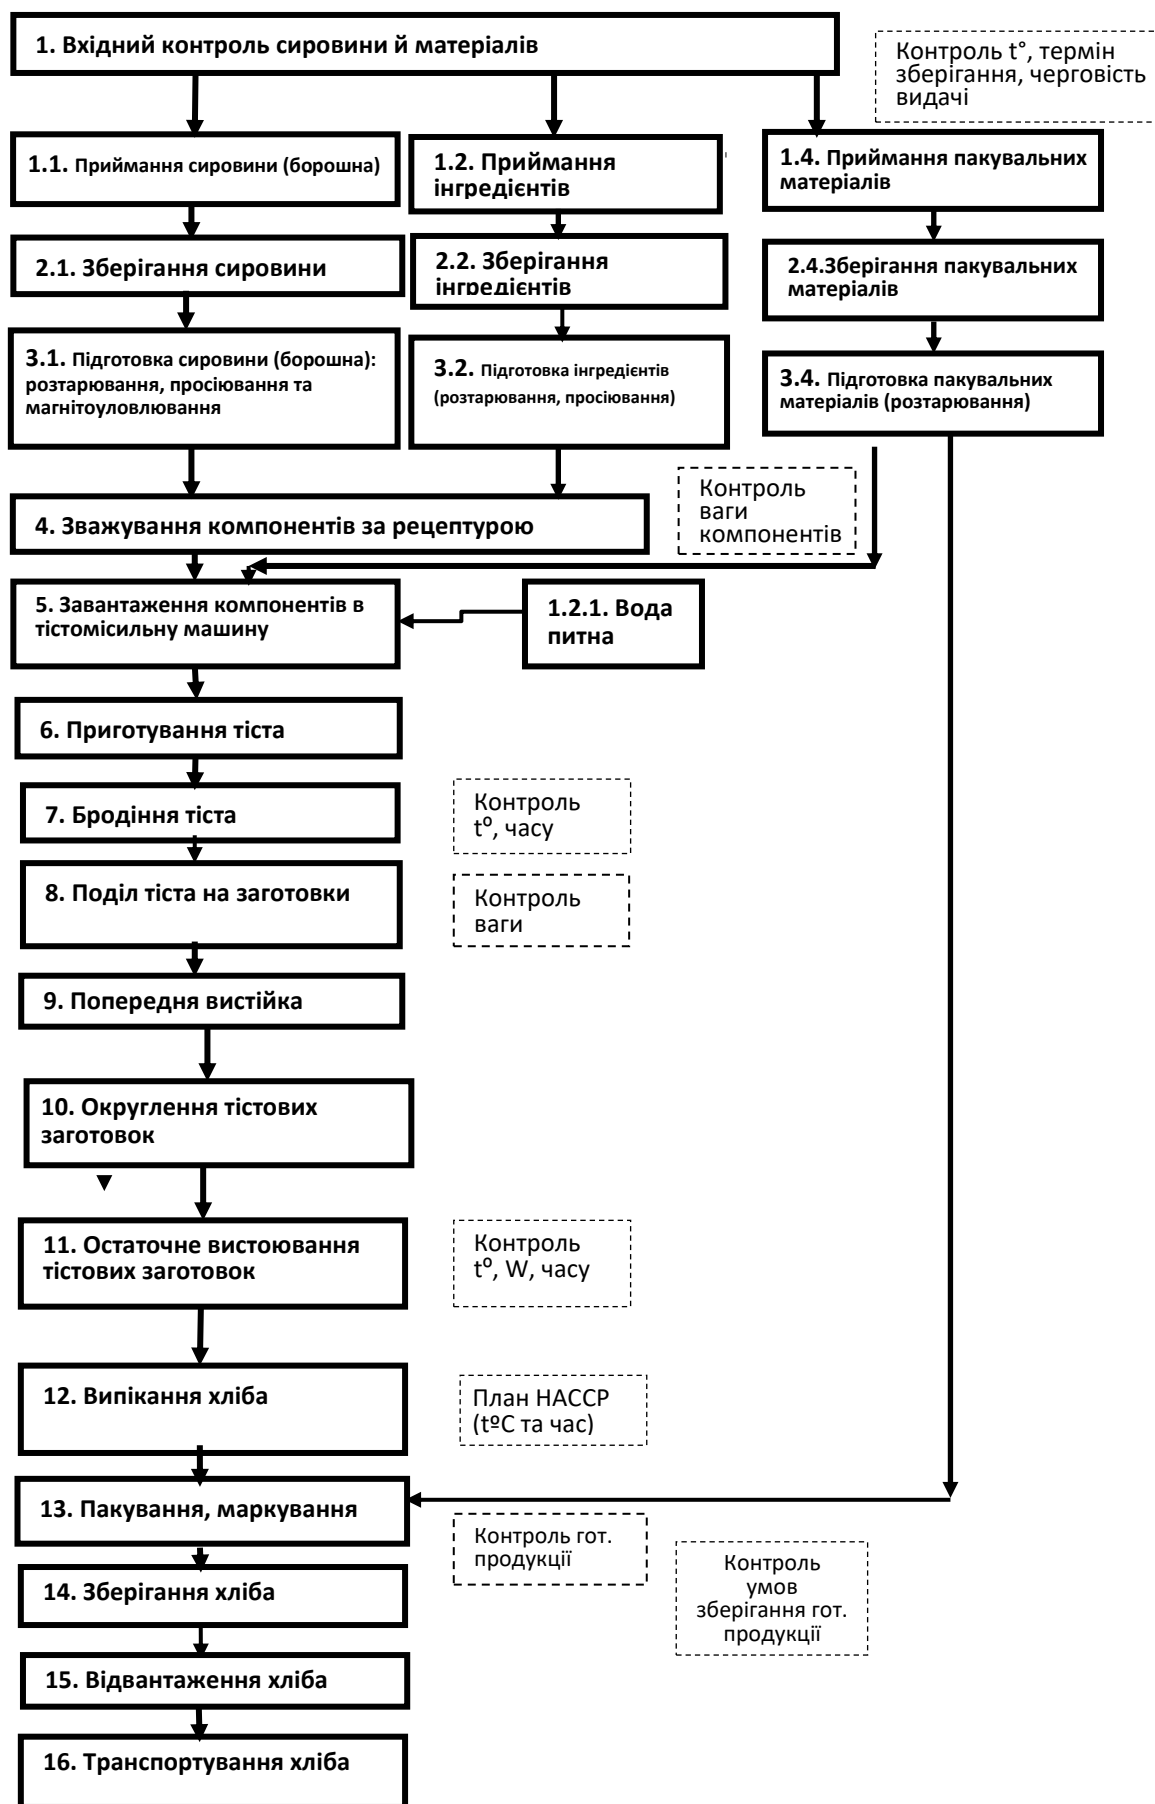 1. Вхідний контроль сировини й матеріалів
Контроль t°, термін
зберігання, черговість
видачі
1.1. Приймання сировини (борошна)
1.2. Приймання
інгредієнтів
1.4. Приймання пакувальних
матеріалів
2.1. Зберігання сировини
2.2. Зберігання
інгредієнтів
2.4.Зберігання пакувальних
матеріалів
3.1. Підготовка сировини (борошна):
розтарювання, просіювання та
магнітоуловлювання
3.2. Підготовка інгредієнтів
(розтарювання, просіювання)
3.4. Підготовка пакувальних
матеріалів (розтарювання)
Контроль
ваги
компонентів
4. Зважування компонентів за рецептурою
5. Завантаження компонентів в
тістомісильну машину
1.2.1. Вода
питна
6. Приготування тіста
7. Бродіння тіста
Контроль
tº, часу
8. Поділ тіста на заготовки
Контроль
ваги
9. Попередня вистійка
10. Округлення тістових
заготовок
11. Остаточне вистоювання
тістових заготовок
Контроль
tº, W, часу
12. Випікання хліба
План НАССР
(tºС та час)
13. Пакування, маркування
Контроль гот.
продукції
Контроль
умов
зберігання гот.
продукції
14. Зберігання хліба
15. Відвантаження хліба
16. Транспортування хліба